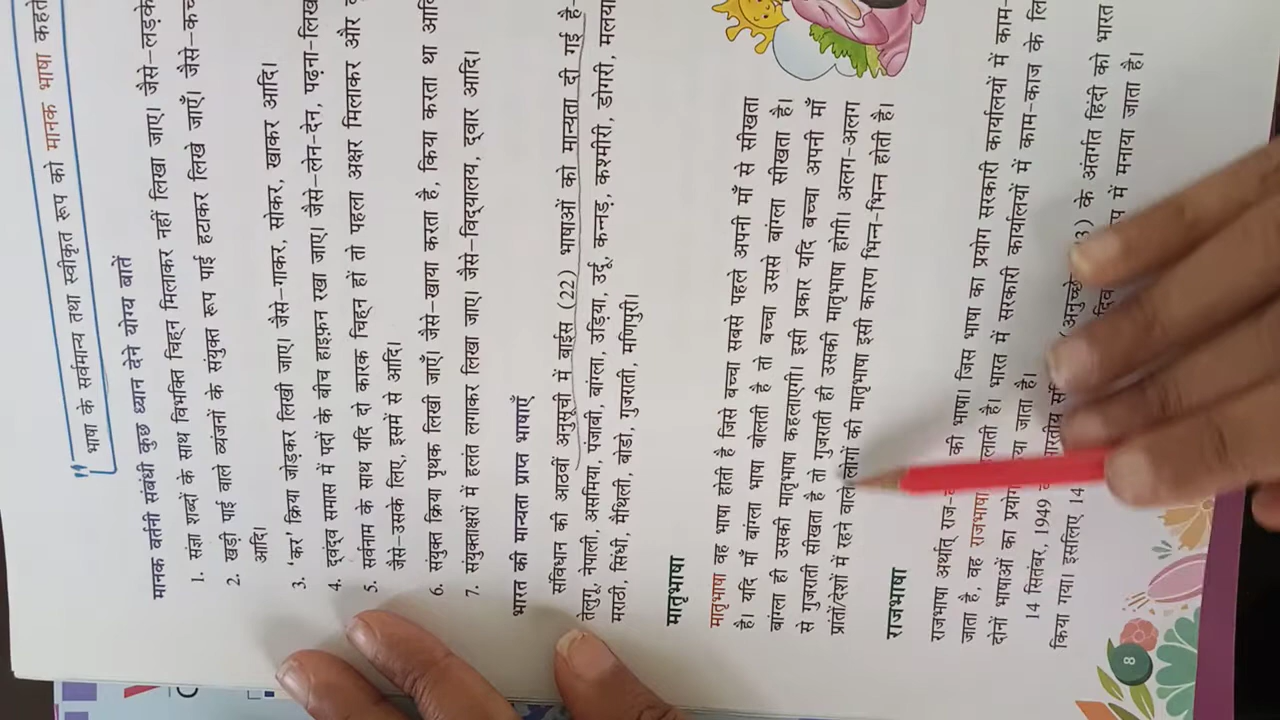 भाषा के सर्वमान्य तथा स्वीकृत रूप को मानक भाषा कहते
मानक वर्तनी संबंधी कुछ ध्यान देने योग्य बातें
1. संज्ञा शब्दों के साथ विभक्ति चिह्न मिलाकर नहीं लिखा जाए। जैसे–लड़के
2. खड़ी पाई वाले व्यंजनों के संयुक्त रूप पाई हटाकर लिखे जाएँ। जैसे–कच्
आदि।
3. 'कर' क्रिया जोड़कर लिखी जाए। जैसे–गाकर, सोकर, खाकर आदि।
4. द्वंद्व समास में पदों के बीच हाइफ़न रखा जाए। जैसे–लेन-देन, पढ़ना-लिख
5. सर्वनाम के साथ यदि दो कारक चिह्न हों तो पहला अक्षर मिलाकर और
जैसे–उसके लिए, इसमें से आदि।
6. संयुक्त क्रिया पृथक लिखी जाएँ। जैसे–खाया करता है, किया करता था आदि
7. संयुक्ताक्षरों में हलंत लगाकर लिखा जाए। जैसे–विद्यालय, द्वार आदि।
भारत की मान्यता प्राप्त भाषाएँ
संविधान की आठवीं अनुसूची में बाईस (22) भाषाओं को मान्यता दी गई है–
तेलुगू, नेपाली, असमिया, पंजाबी, बांग्ला, उड़िया, उर्दू, कन्नड़, कश्मीरी, डोगरी, मलया
मराठी, सिंधी, मैथिली, बोडो, गुजराती, मणिपुरी।
मातृभाषा
मातृभाषा वह भाषा होती है जिसे बच्चा सबसे पहले अपनी माँ से सीखता
है। यदि माँ बांग्ला भाषा बोलती है तो बच्चा उससे बांग्ला सीखता है।
बांग्ला ही उसकी मातृभाषा कहलाएगी। इसी प्रकार यदि बच्चा अपनी माँ
से गुजराती सीखता है तो गुजराती ही उसकी मातृभाषा होगी। अलग-अलग
प्रांतों/देशों में रहने वाले लोगों की मातृभाषा इसी कारण भिन्न-भिन्न होती है।
राजभाषा
राजभाषा अर्थात् राज- की भाषा। जिस भाषा का प्रयोग सरकारी कार्यालयों में काम-
जाता है, वह राजभाषा लाती है। भारत में सरकारी कार्यालयों में काम-काज के लि
दोनों भाषाओं का प्रयोग या जाता है।
14 सितंबर, 1949 (अनुच्छे 3) के अंतर्गत हिंदी को भारत
किया गया। इसलिए 14 में मनाया जाता है।
8